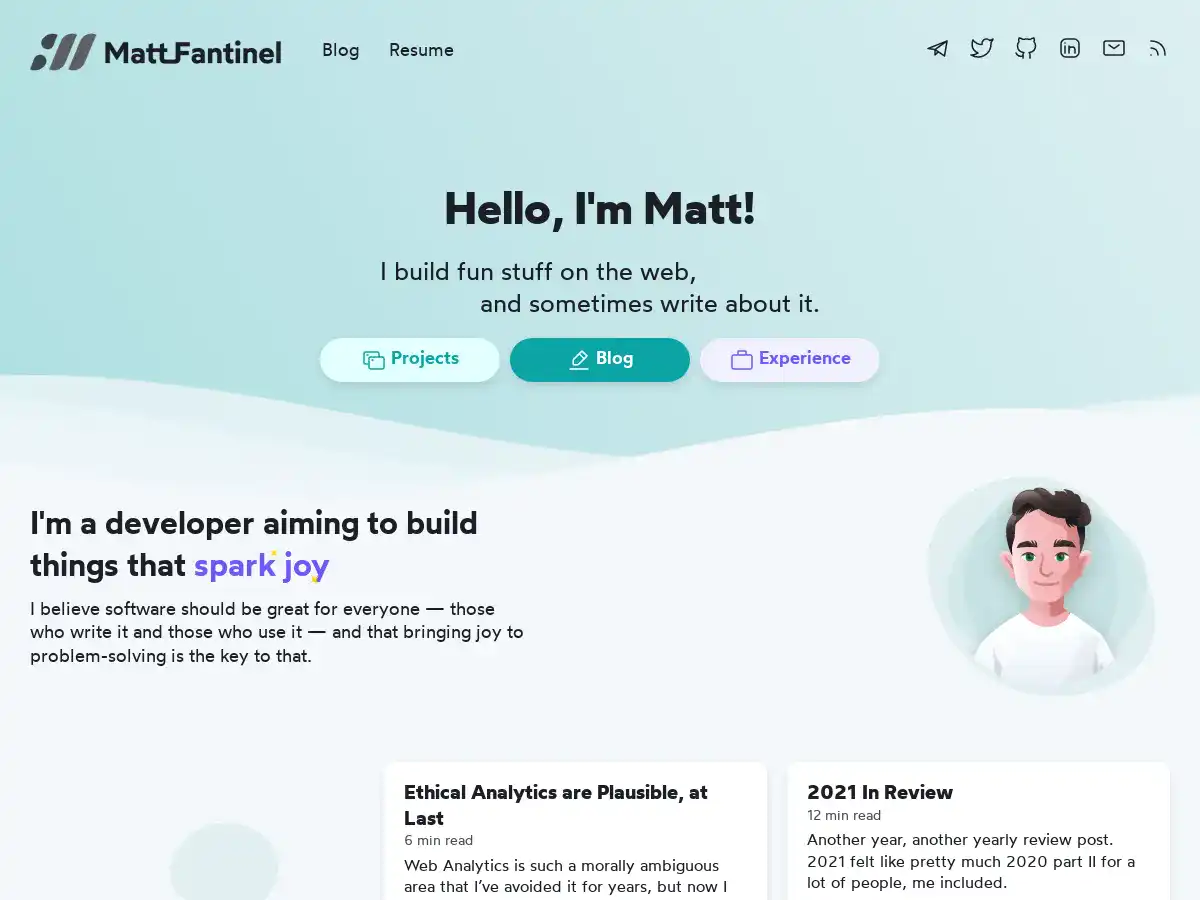 MattFantinel
Blog
Resume
Hello, I'm Matt!
I build fun stuff on the web,
and sometimes write about it.
Projects
Blog
Experience
I'm a developer aiming to build
things that spark joy
I believe software should be great for everyone — those
who write it and those who use it — and that bringing joy to
problem-solving is the key to that.
Ethical Analytics are Plausible, at
Last
6 min read
Web Analytics is such a morally ambiguous
area that I’ve avoided it for years, but now I
2021 In Review
12 min read
Another year, another yearly review post.
2021 felt like pretty much 2020 part II for a
lot of people, me included.